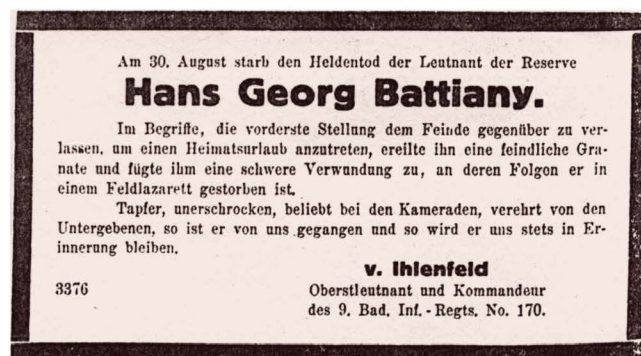 Am 30. August starb den Heldentod der Leutnant der Reserve
Hans Georg Battiany.
Im Begriffe, die vorderste Stellung dem Feinde gegenüber zu ver-
lassen, um einen Heimatsurlaub anzutreten, ereilte ihn eine feindliche Gra-
nate und fügte ihm eine schwere Verwundung zu, an deren Folgen er in
einem Feldlazarett gestorben ist.
Tapfer, unerschrocken, beliebt bei den Kameraden, verehrt von den
Untergebenen, so ist er von uns gegangen und so wird er uns stets in Er-
innerung bleiben.
v. Ihlenfeld
3376 Oberstleutnant und Kommandeur
des 9. Bad. Inf. - Regts. No. 170.